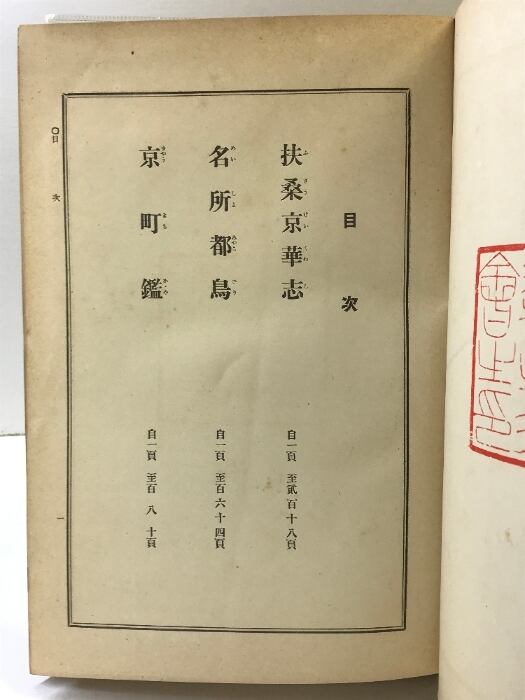 目次
扶桑京華志 自一頁 至貳百十八頁
名所都鳥 自一頁 至百六十四頁
京町鑑 自一頁 至百八十頁
〇目次
一